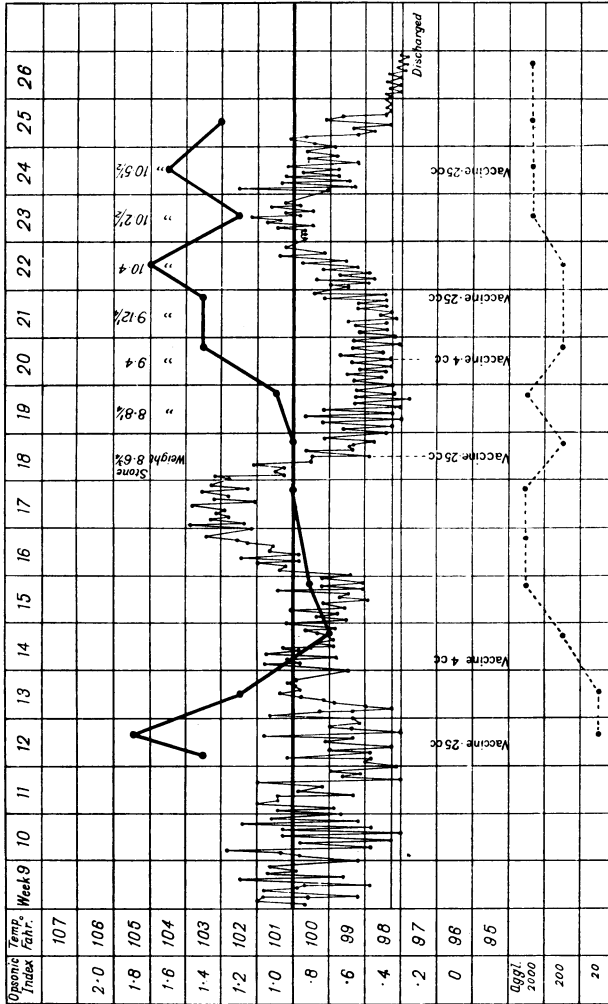 Opsonic Index
Temp. Fahr.°
Week 9 10 11 12 13 14 15 16 17 18 19 20 21 22 23 24 25 26
107
2·0 106
1·8 105
1·6 104
1·4 103
1·2 102
1·0 101
·8 100
·6 99
·4 98
·2 97
0 96
95
Aggl.
2000
200
20
Stone
Weight 8·6¾
,, 8·8¼
,, 9·4
,, 9·12¼
,, 10·4
,, 10 2½
,, 10 5½
Vaccine ·25cc
Vaccine 4 cc
Vaccine ·25cc
Vaccine ·4 cc
Vaccine ·25cc
Vaccine ·25cc
Discharged